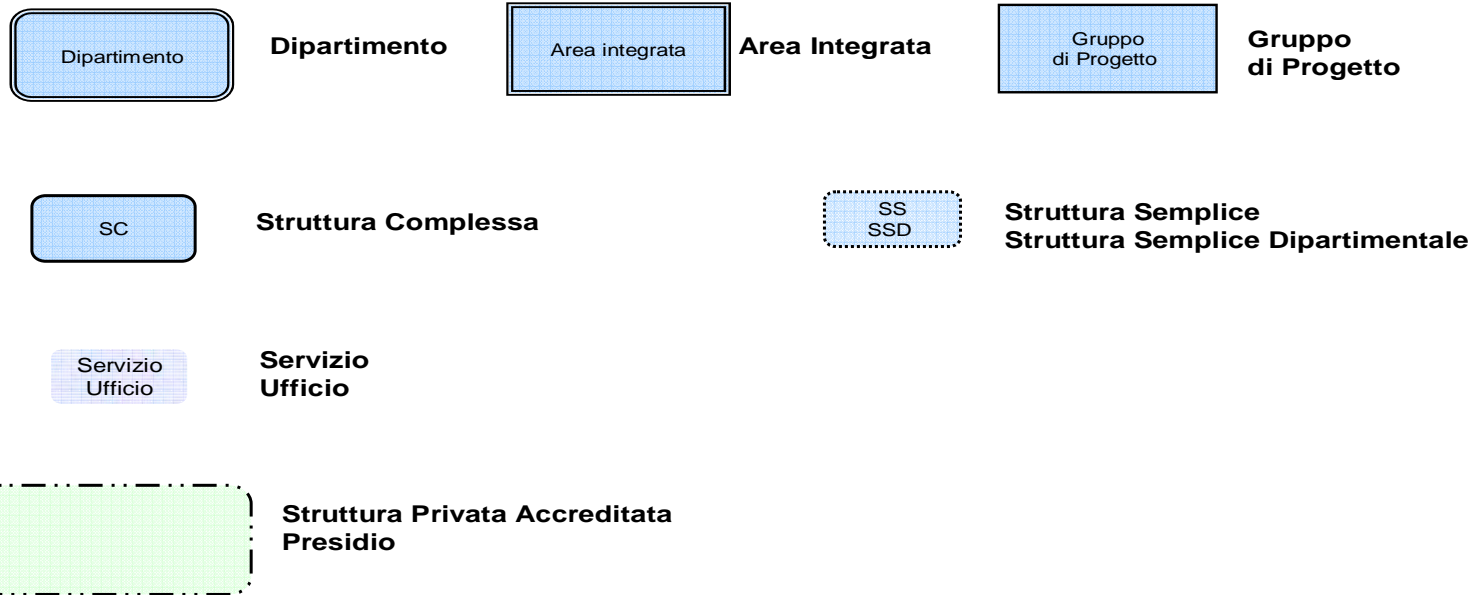 Dipartimento
Dipartimento
Area integrata
Area Integrata
Gruppo
di Progetto
Gruppo
di Progetto
SC
Struttura Complessa
SS
SSD
Struttura Semplice
Struttura Semplice Dipartimentale
Servizio
Ufficio
Servizio
Ufficio
Struttura Privata Accreditata
Presidio